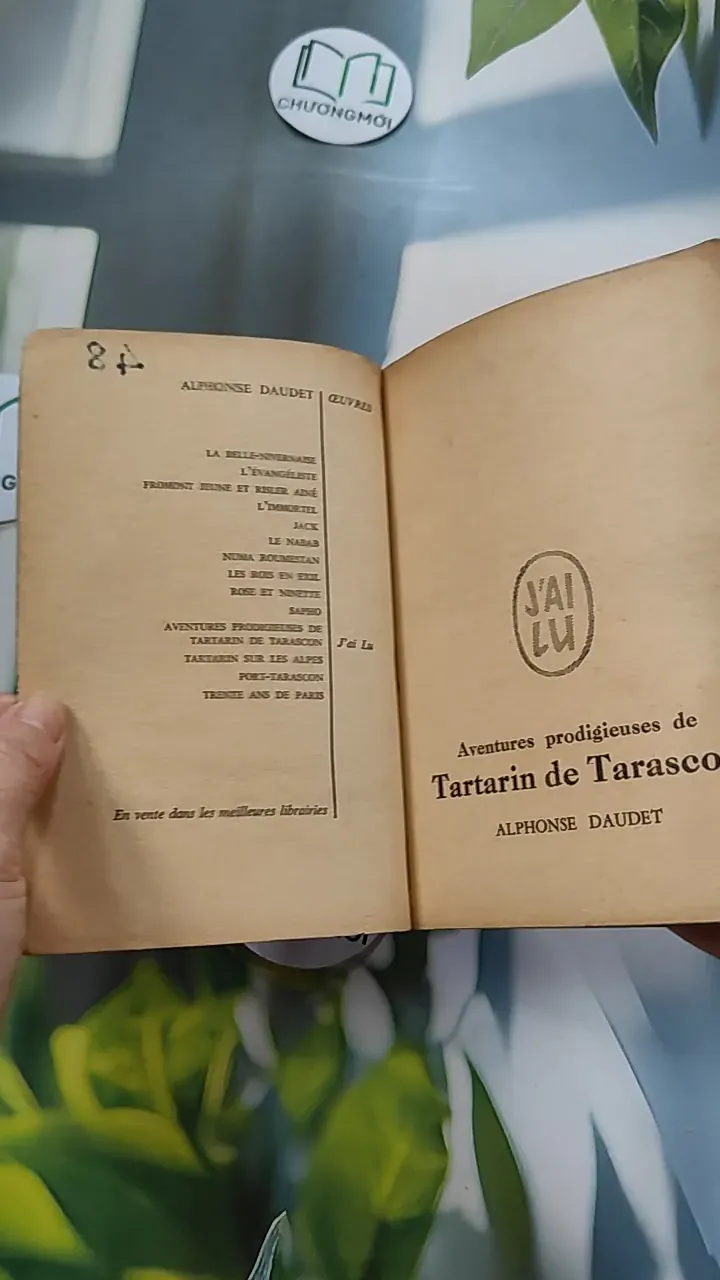 CHƯƠNGMỚI
ALPHONSE DAUDET ŒUVRES
LA BELLE-NIVERNAISE
L'ÉVANGÉLISTE
FROMONT JEUNE ET RISLER AINÉ
L'IMMORTEL
JACK
LE NABAB
NUMA ROUMESTAN
LES ROIS EN EXIL
ROSE ET NINETTE
SAPHO
AVENTURES PRODIGIEUSES DE
TARTARIN DE TARASCON J'ai Lu
TARTARIN SUR LES ALPES
PORT-TARASCON
TRENTE ANS DE PARIS
En vente dans les meilleures librairies
J'AI
LU
Aventures prodigieuses de
Tartarin de Tarasco
ALPHONSE DAUDET